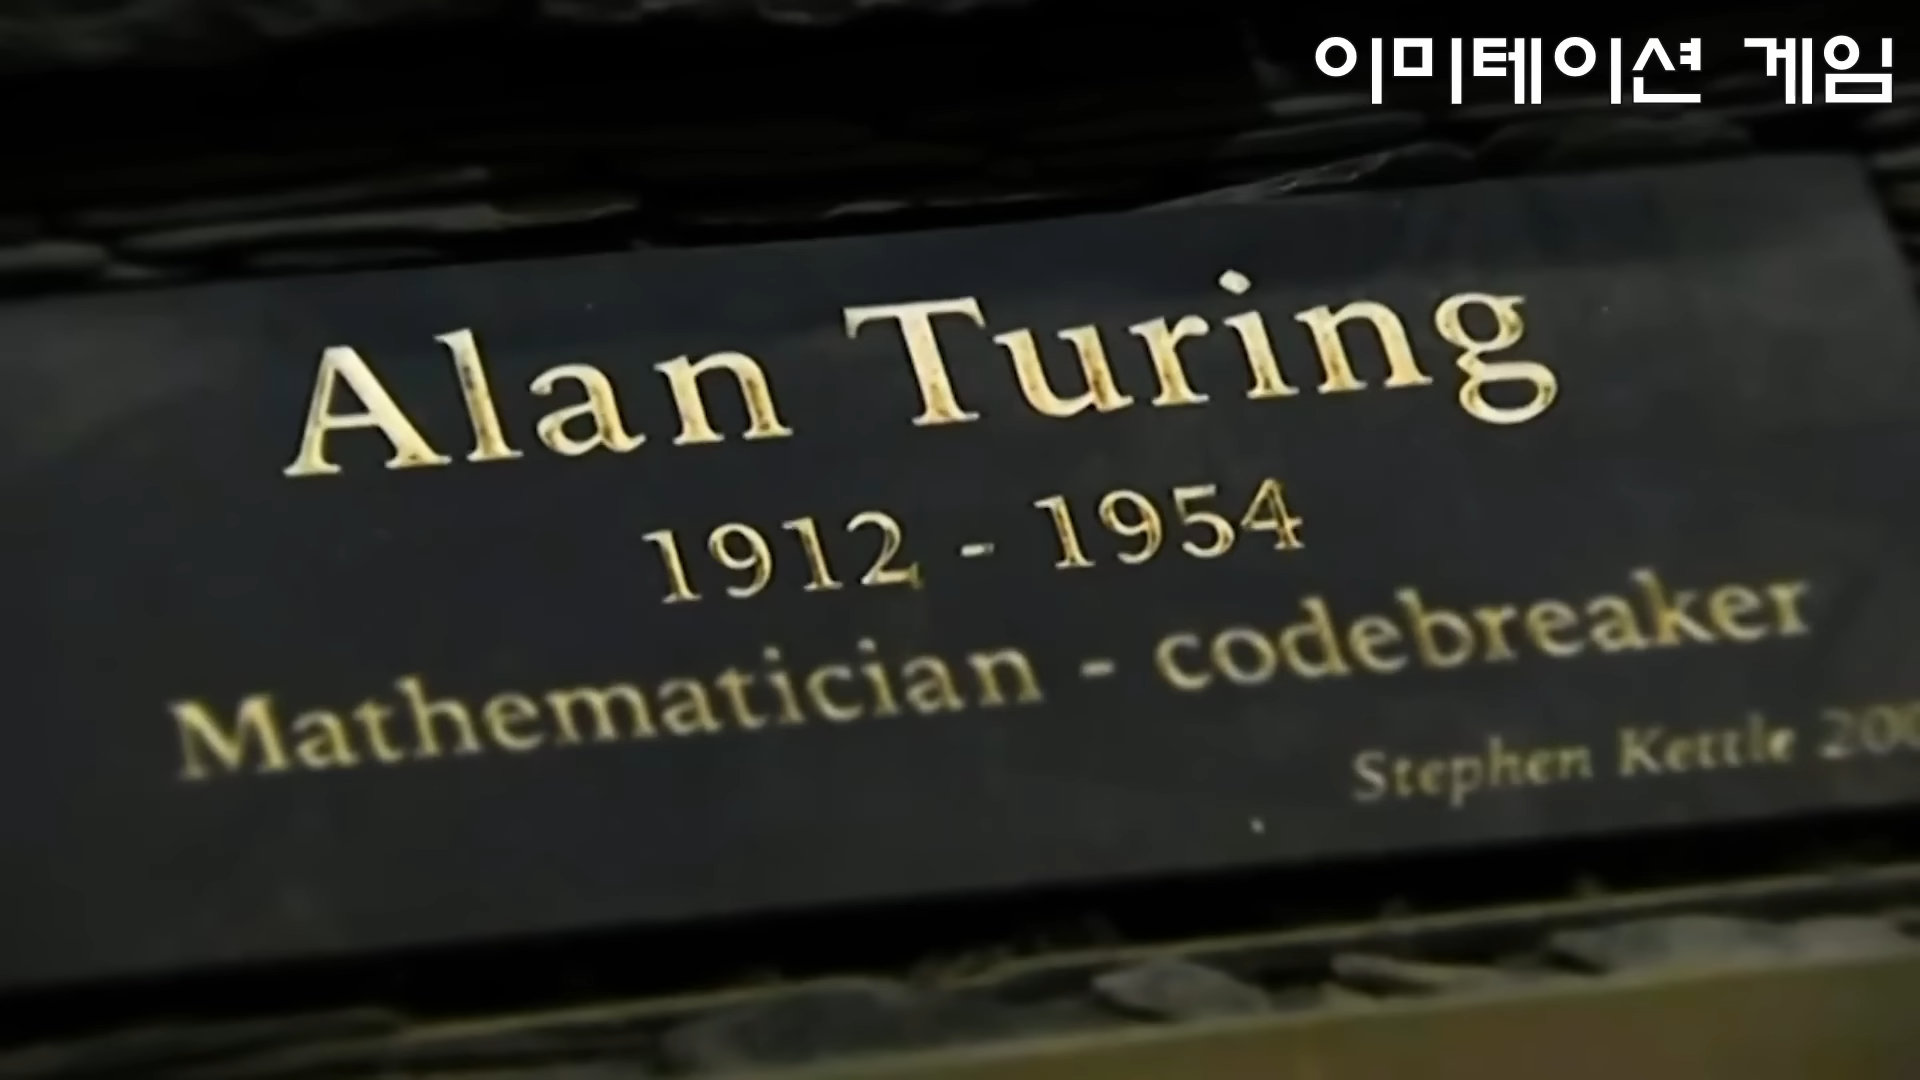 이미테이션 게임
Alan Turing
1912 - 1954
Mathematician - codebreaker
Stephen Kettle